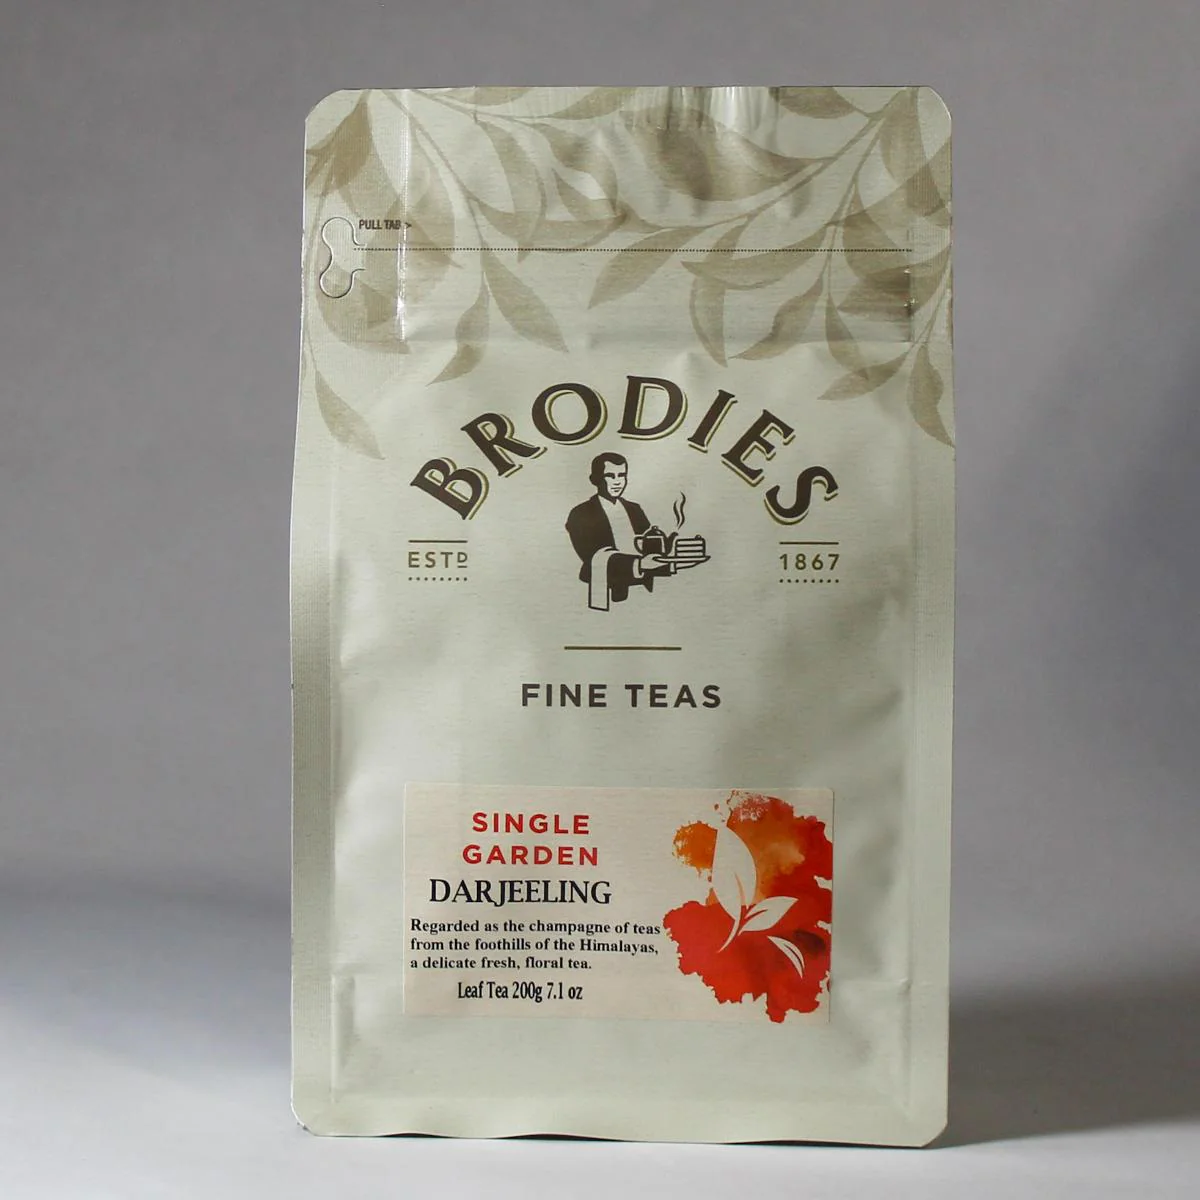 PULL TAB >
BRODIES
ESTD
1867
FINE TEAS
SINGLE
GARDEN
DARJEELING
Regarded as the champagne of teas
from the foothills of the Himalayas,
a delicate fresh, floral tea.
Leaf Tea 200g 7.1 oz